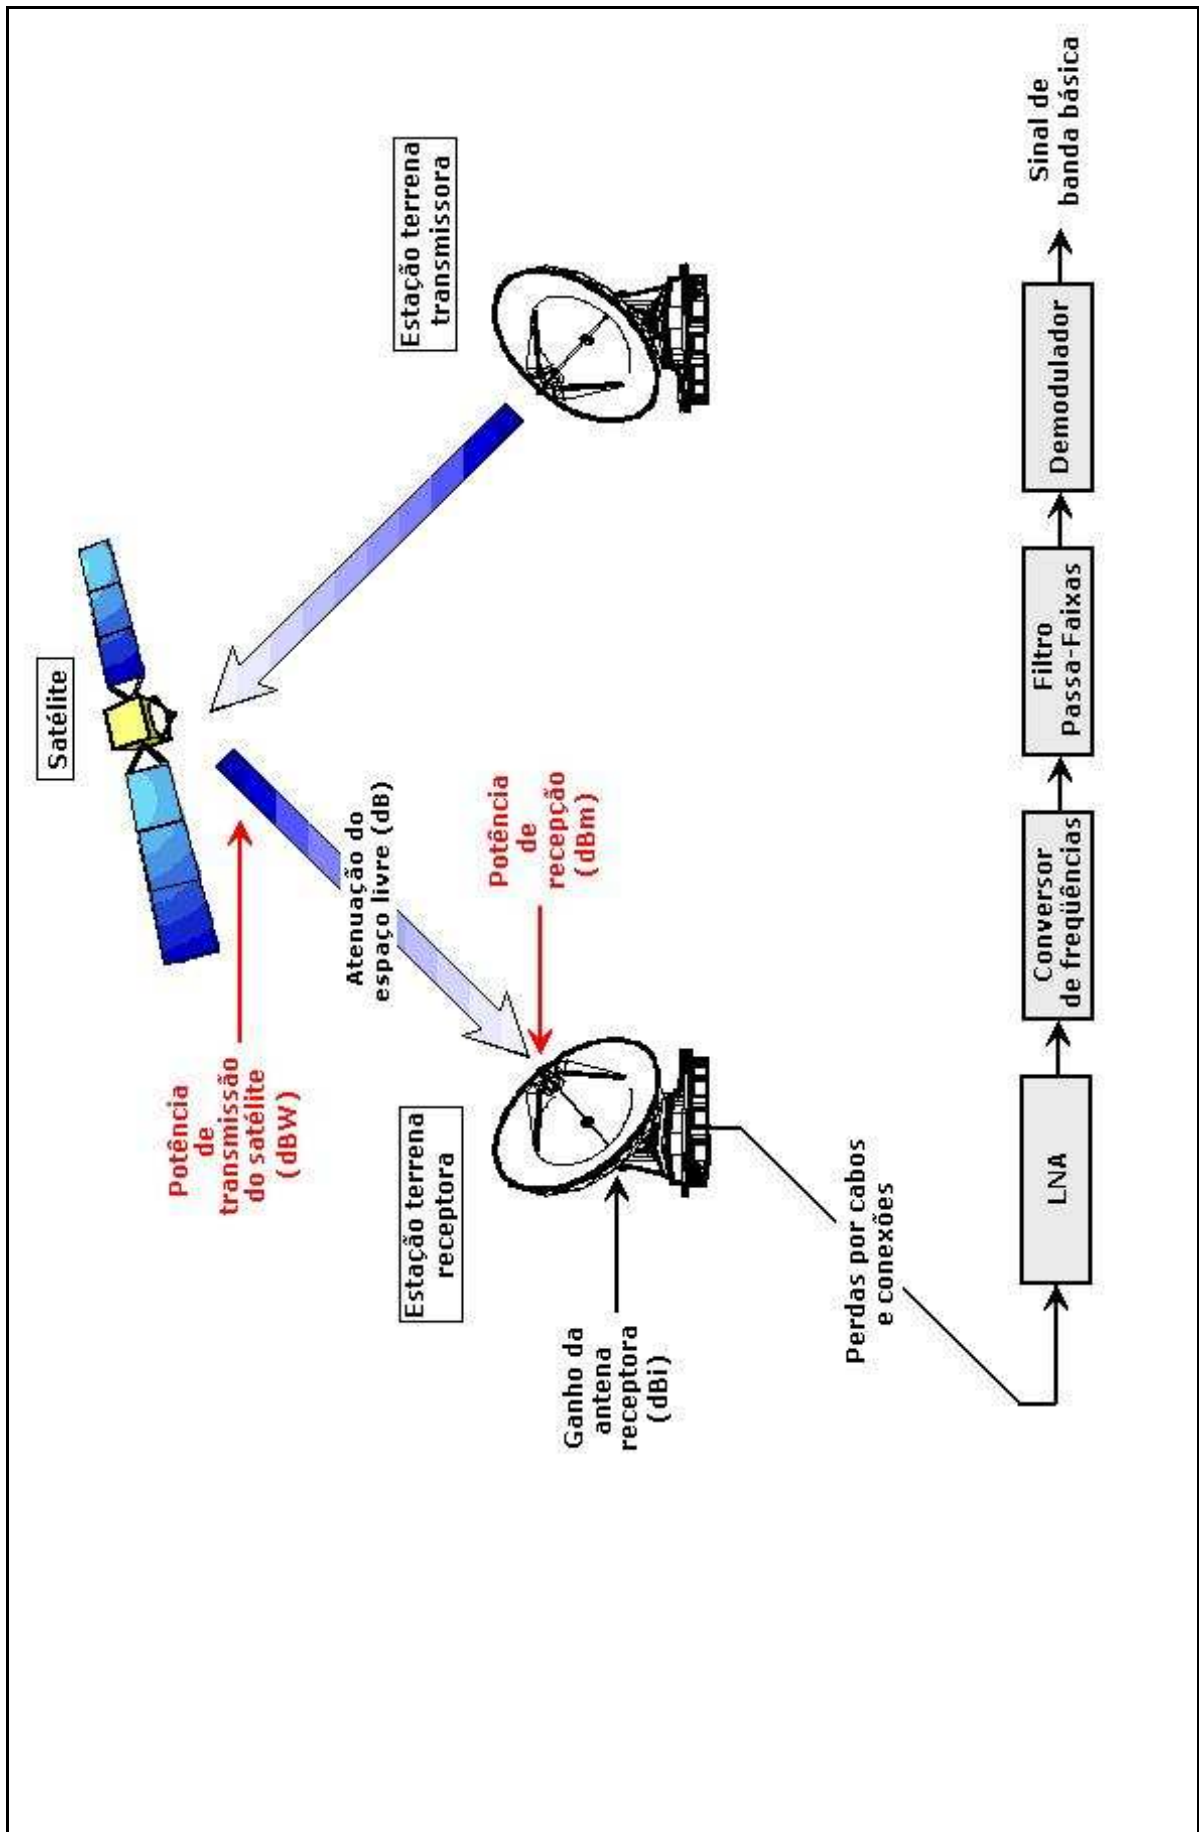 Satélite
Estação terrena
transmissora
Potência
de
transmissão
do satélite
(dBW)
Atenuação do
espaço livre (dB)
Potência
de
recepção
(dBm)
Estação terrena
receptora
Ganho da
antena
receptora
(dBi)
Perdas por cabos
e conexões
LNA
Conversor
de freqüências
Filtro
Passa-Faixas
Demodulador
Sinal de
banda básica